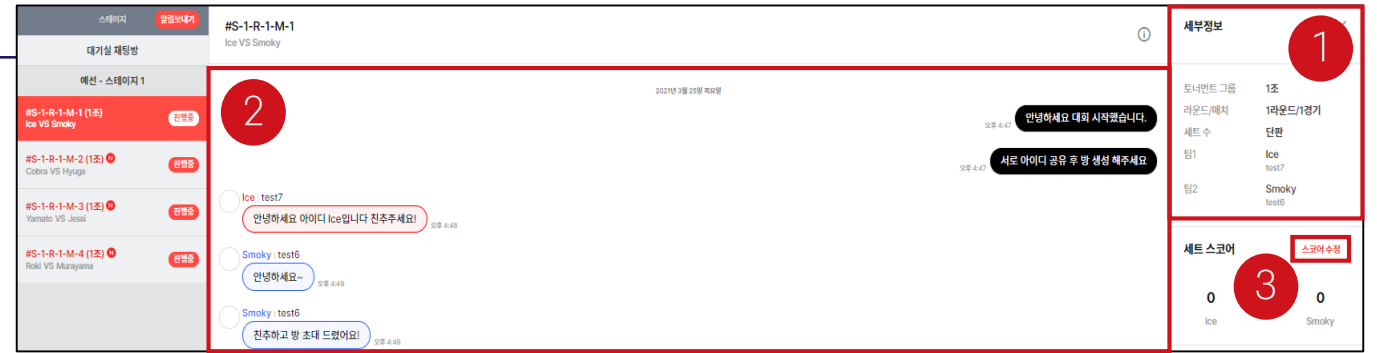 스테이지 알림보내기
대기실 채팅방
예선 - 스테이지 1
#S-1-R-1-M-1 (1조)
Ice VS Smoky
진행중
#S-1-R-1-M-2 (1조) N
Cobra VS Hyuga
진행중
#S-1-R-1-M-3 (1조) N
Yamato VS Jessi
진행중
#S-1-R-1-M-4 (1조) N
Roki VS Murayama
진행중
#S-1-R-1-M-1
Ice VS Smoky
2
2021년 3월 25일 목요일
오후 4:47 안녕하세요 대회 시작했습니다.
오후 4:47 서로 아이디 공유 후 방 생성 해주세요
Ice | test7
안녕하세요 아이디 Ice입니다 친추주세요! 오후 4:48
Smoky | test6
안녕하세요~ 오후 4:49
Smoky | test6
친추하고 방 초대 드렸어요! 오후 4:49
세부정보
1
토너먼트 그룹 1조
라운드/매치 1라운드/1경기
세트 수 단판
팀1 Ice
test7
팀2 Smoky
test6
세트 스코어 스코어 수정
3
0 0
Ice Smoky